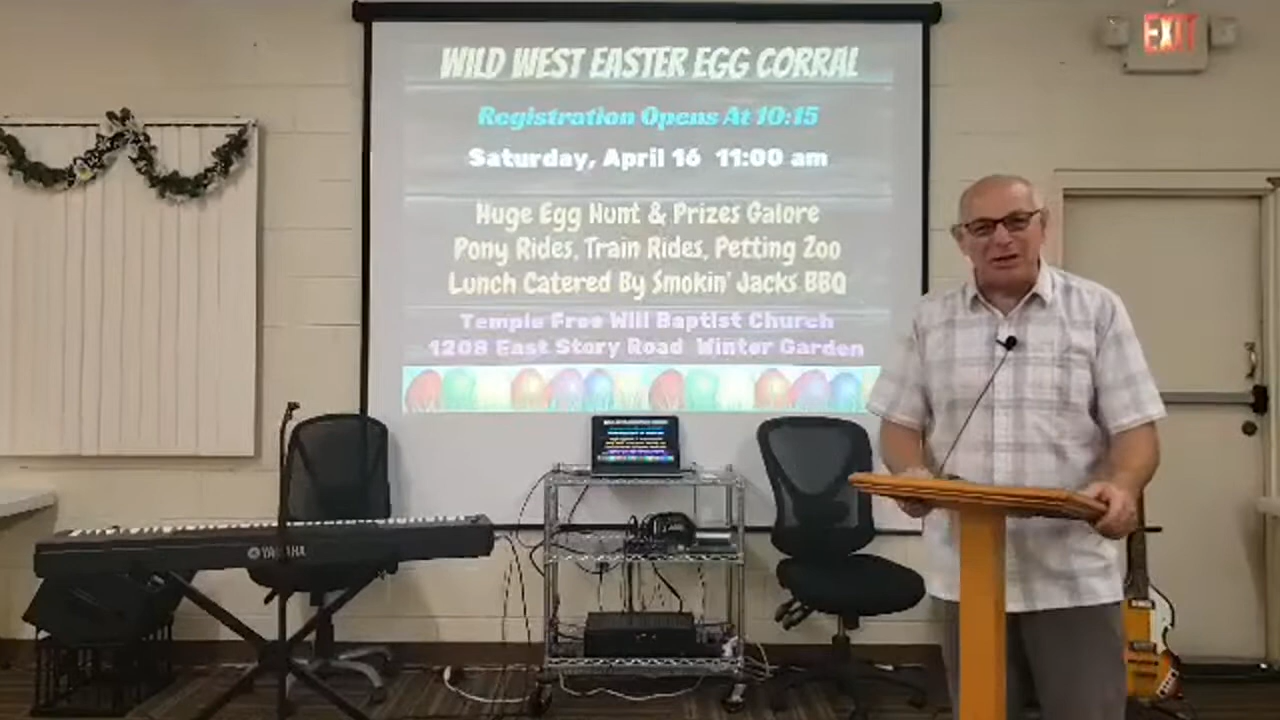 WILD WEST EASTER EGG CORRAL
Registration Opens At 10:15
Saturday, April 16 11:00 am
Huge Egg Hunt & Prizes Galore
Pony Rides, Train Rides, Petting Zoo
Lunch Catered By Smokin' Jacks BBQ
Temple Free Will Baptist Church
1208 East Story Road Winter Garden
EXIT
YAMAHA